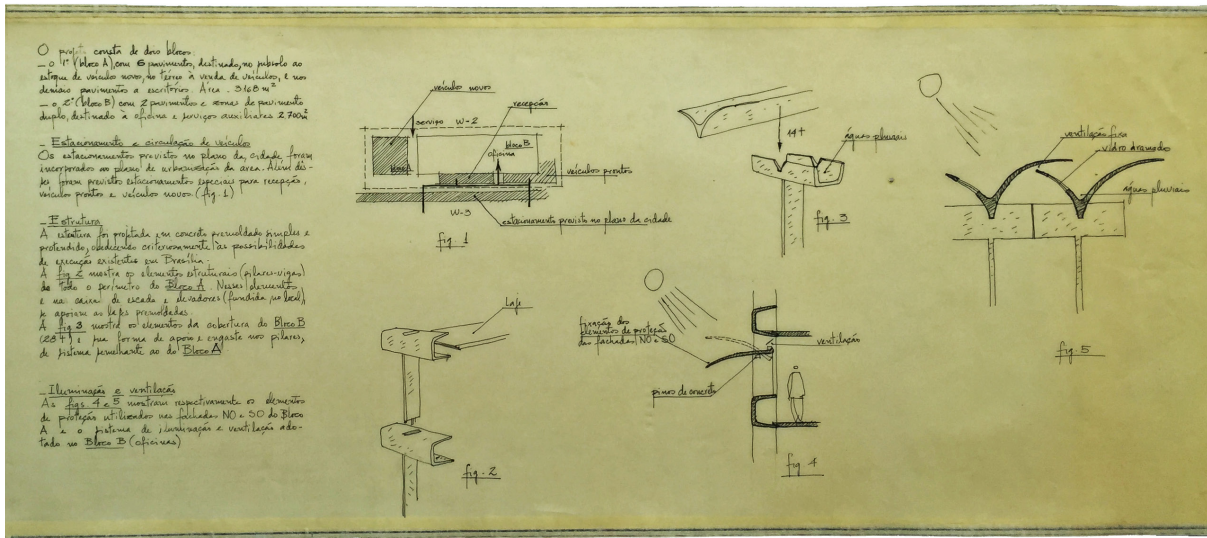 O projeto consta de dois blocos.
_ o 1º (bloco A), com 6 pavimentos, destinado, no subsolo ao
estoque de veículos novos, no térreo à venda de veículos, e nos
demais pavimentos a escritórios. Área - 3168 m²
_ o 2º (bloco B) com 2 pavimentos e zonas de pavimento
duplo, destinado a oficina e serviços auxiliares 2.700m²
_ Estacionamento e circulação de veículos
Os estacionamentos previstos no plano da cidade foram
incorporados ao plano de urbanização da area. Além dis-
ses foram previstos estacionamentos especiais para recepção,
veículos prontos e veículos novos. (fig. 1)
_ Estrutura
A estrutura foi projetada em concreto premoldado simples e
protendido, obedecendo criteriosamente às possibilidades
de execução existentes em Brasília.
A fig 2 mostra os elementos estruturais (pilares-vigas)
de todo o perímetro do Bloco A. Nesses elementos,
e na caixa de escada e elevadores (fundida no local),
se apoiam as lajes premoldadas.
A fig 3 mostra os elementos da cobertura do Bloco B
(28 +) e sua forma de apoio e engaste nos pilares,
de sistema semelhante ao do Bloco A
_ Iluminação e ventilação
As figs. 4 e 5 mostram respectivamente os elementos
de proteção utilizados nas fachadas NO e SO do Bloco
A e o sistema de iluminação e ventilação ado-
tado no Bloco B (oficinas)
veículos novos
recepção
serviço
W-2
bloco B
oficina
bloco A
veículos prontos
W-3
estacionamento previsto no plano da cidade
fig. 1
Laje
fig. 2
águas pluviais
fig. 3
fixação dos
elementos de proteção
das fachadas NO e SO
ventilação
pinos de concreto
fig 4
ventilação fixa
vidro aramado
águas pluviais
fig. 5